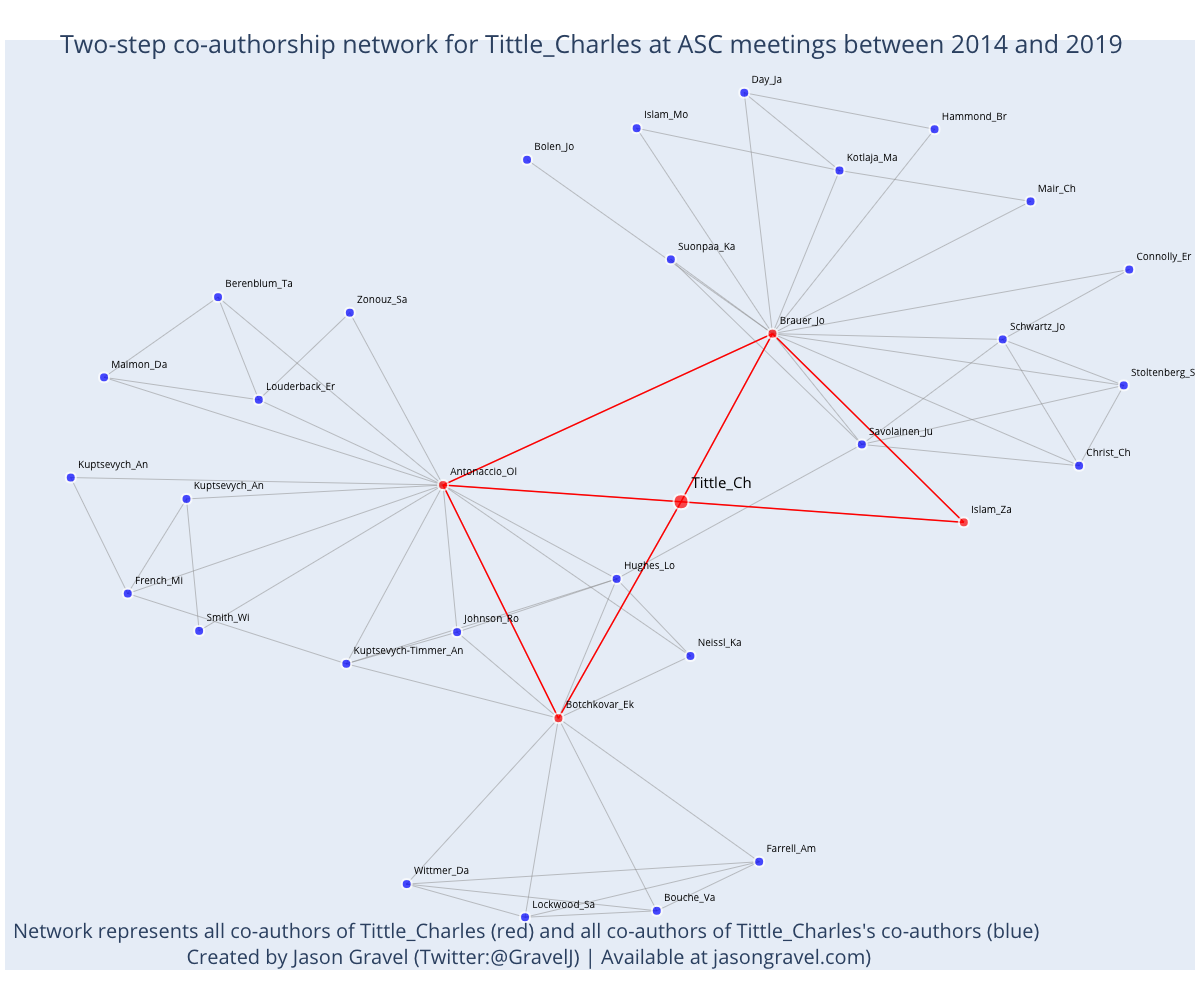 Two-step co-authorship network for Tittle_Charles at ASC meetings between 2014 and 2019
Day_Ja
Islam_Mo
Hammond_Br
Bolen_Jo
Kotlaja_Ma
Mair_Ch
Suonpaa_Ka
Connolly_Er
Berenblum_Ta
Zonouz_Sa
Brauer_Jo
Schwartz_Jo
Maimon_Da
Louderback_Er
Stoltenberg_S
Savolainen_Ju
Christ_Ch
Kuptsevych_An
Antonaccio_Ol
Kuptsevych_An
Tittle_Ch
Islam_Za
Hughes_Lo
French_Mi
Smith_Wi
Johnson_Ro
Neissl_Ka
Kuptsevych-Timmer_An
Botchkovar_Ek
Farrell_Am
Wittmer_Da
Bouche_Va
Lockwood_Sa
Network represents all co-authors of Tittle_Charles (red) and all co-authors of Tittle_Charles's co-authors (blue)
Created by Jason Gravel (Twitter:@GravelJ) | Available at jasongravel.com)